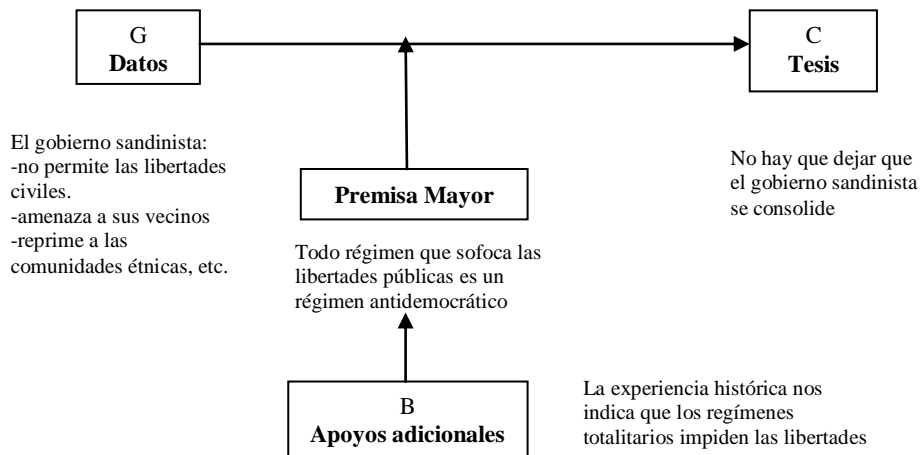 G
Datos
C
Tesis
El gobierno sandinista:
-no permite las libertades
civiles.
-amenaza a sus vecinos
-reprime a las
comunidades étnicas, etc.
No hay que dejar que
el gobierno sandinista
se consolide
Premisa Mayor
Todo régimen que sofoca las
libertades públicas es un
régimen antidemocrático
B
Apoyos adicionales
La experiencia histórica nos
indica que los regímenes
totalitarios impiden las libertades